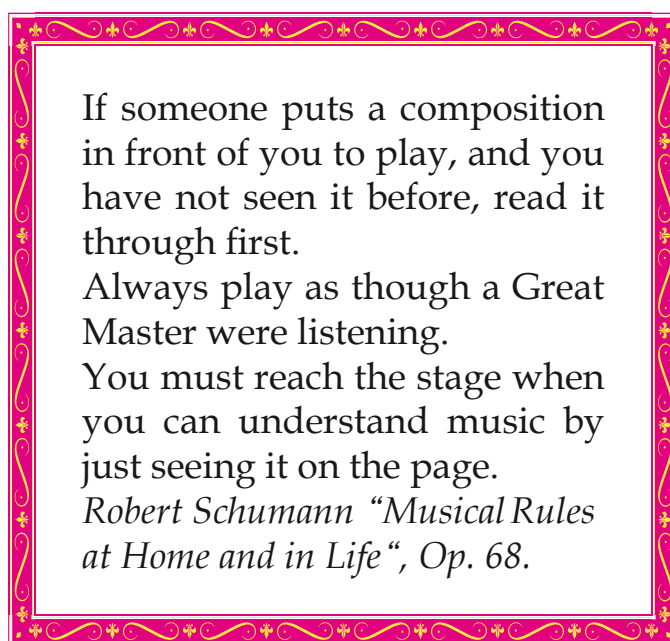 If someone puts a composition
in front of you to play, and you
have not seen it before, read it
through first.
Always play as though a Great
Master were listening.
You must reach the stage when
you can understand music by
just seeing it on the page.
Robert Schumann “Musical Rules
at Home and in Life“, Op. 68.